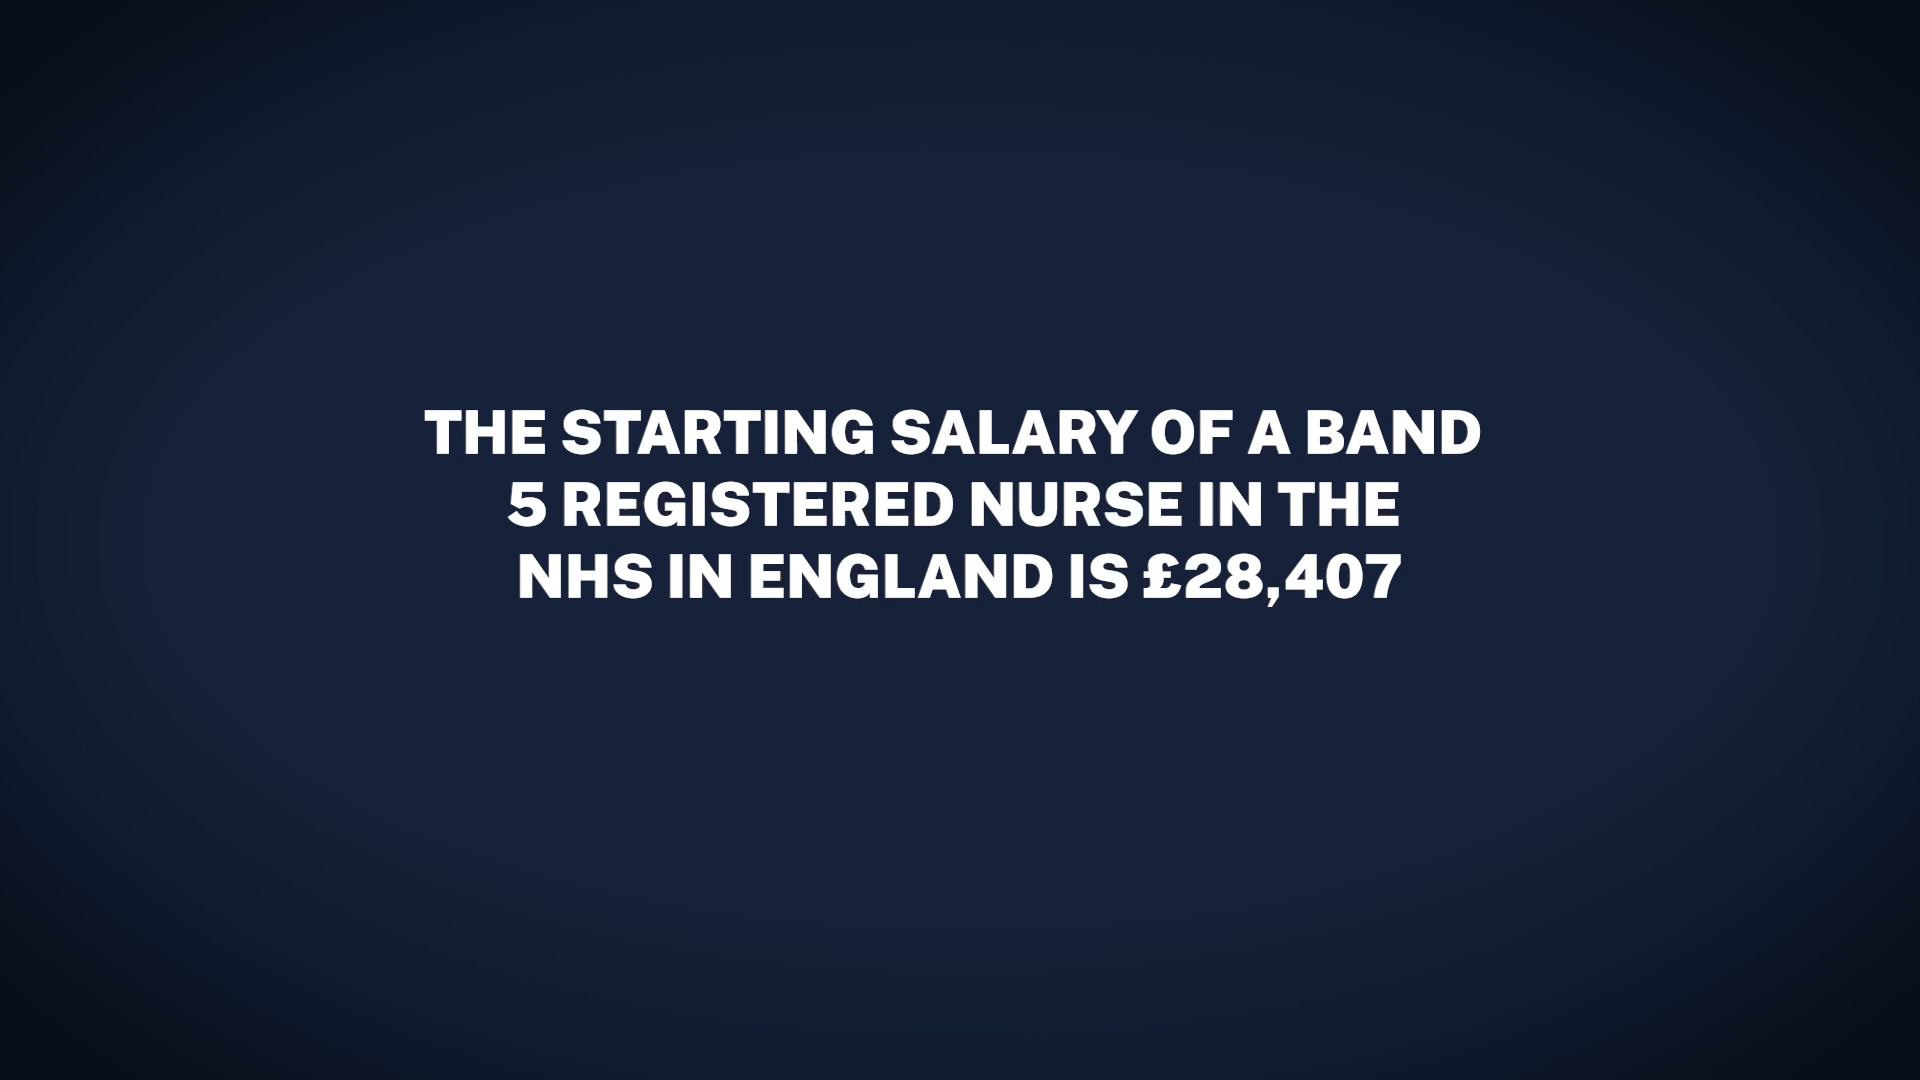 THE STARTING SALARY OF A BAND
5 REGISTERED NURSE IN THE
NHS IN ENGLAND IS £28,407